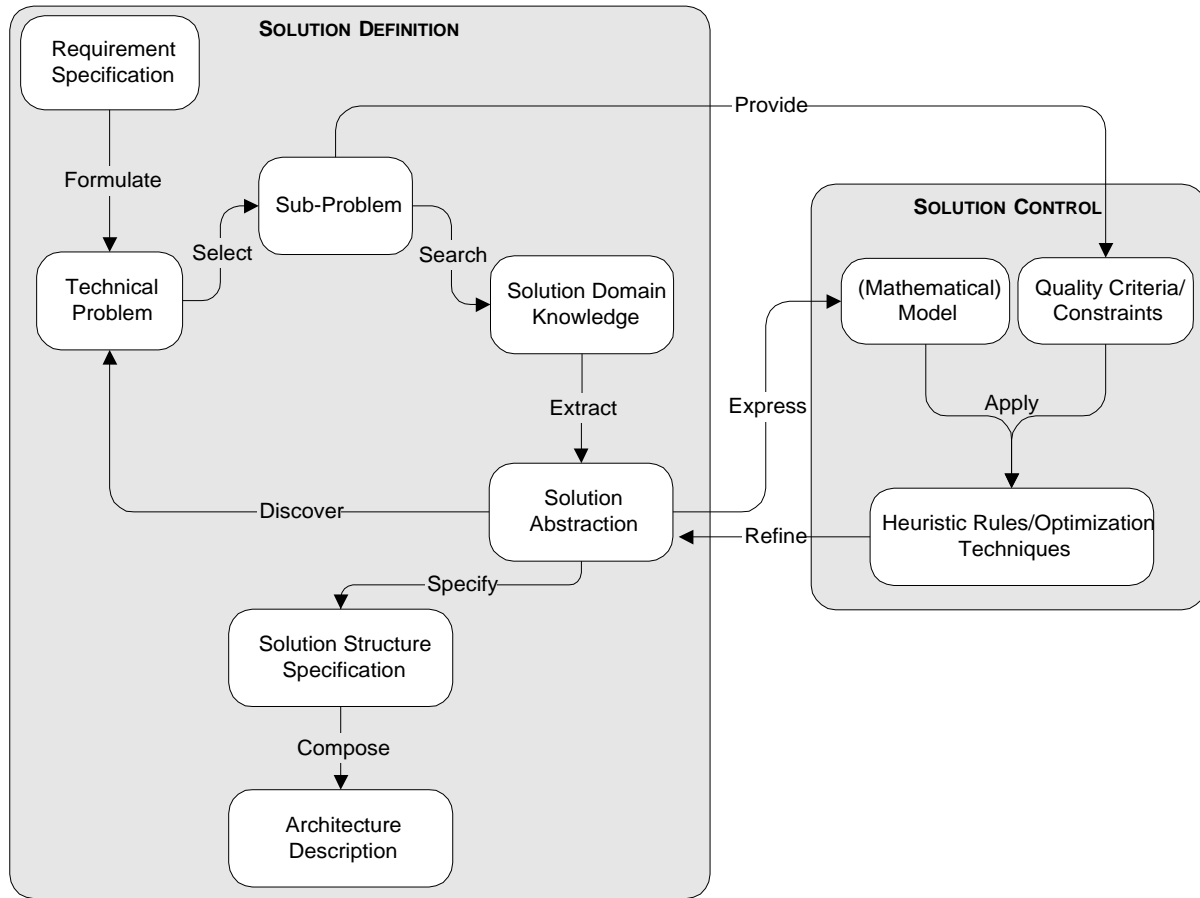 SOLUTION DEFINITION
Requirement
Specification
Provide
Formulate
Sub-Problem
SOLUTION CONTROL
Select
Search
Technical
Problem
Solution Domain
Knowledge
(Mathematical)
Model
Quality Criteria/
Constraints
Extract
Express
Apply
Discover
Solution
Abstraction
Heuristic Rules/Optimization
Techniques
Refine
Specify
Solution Structure
Specification
Compose
Architecture
Description